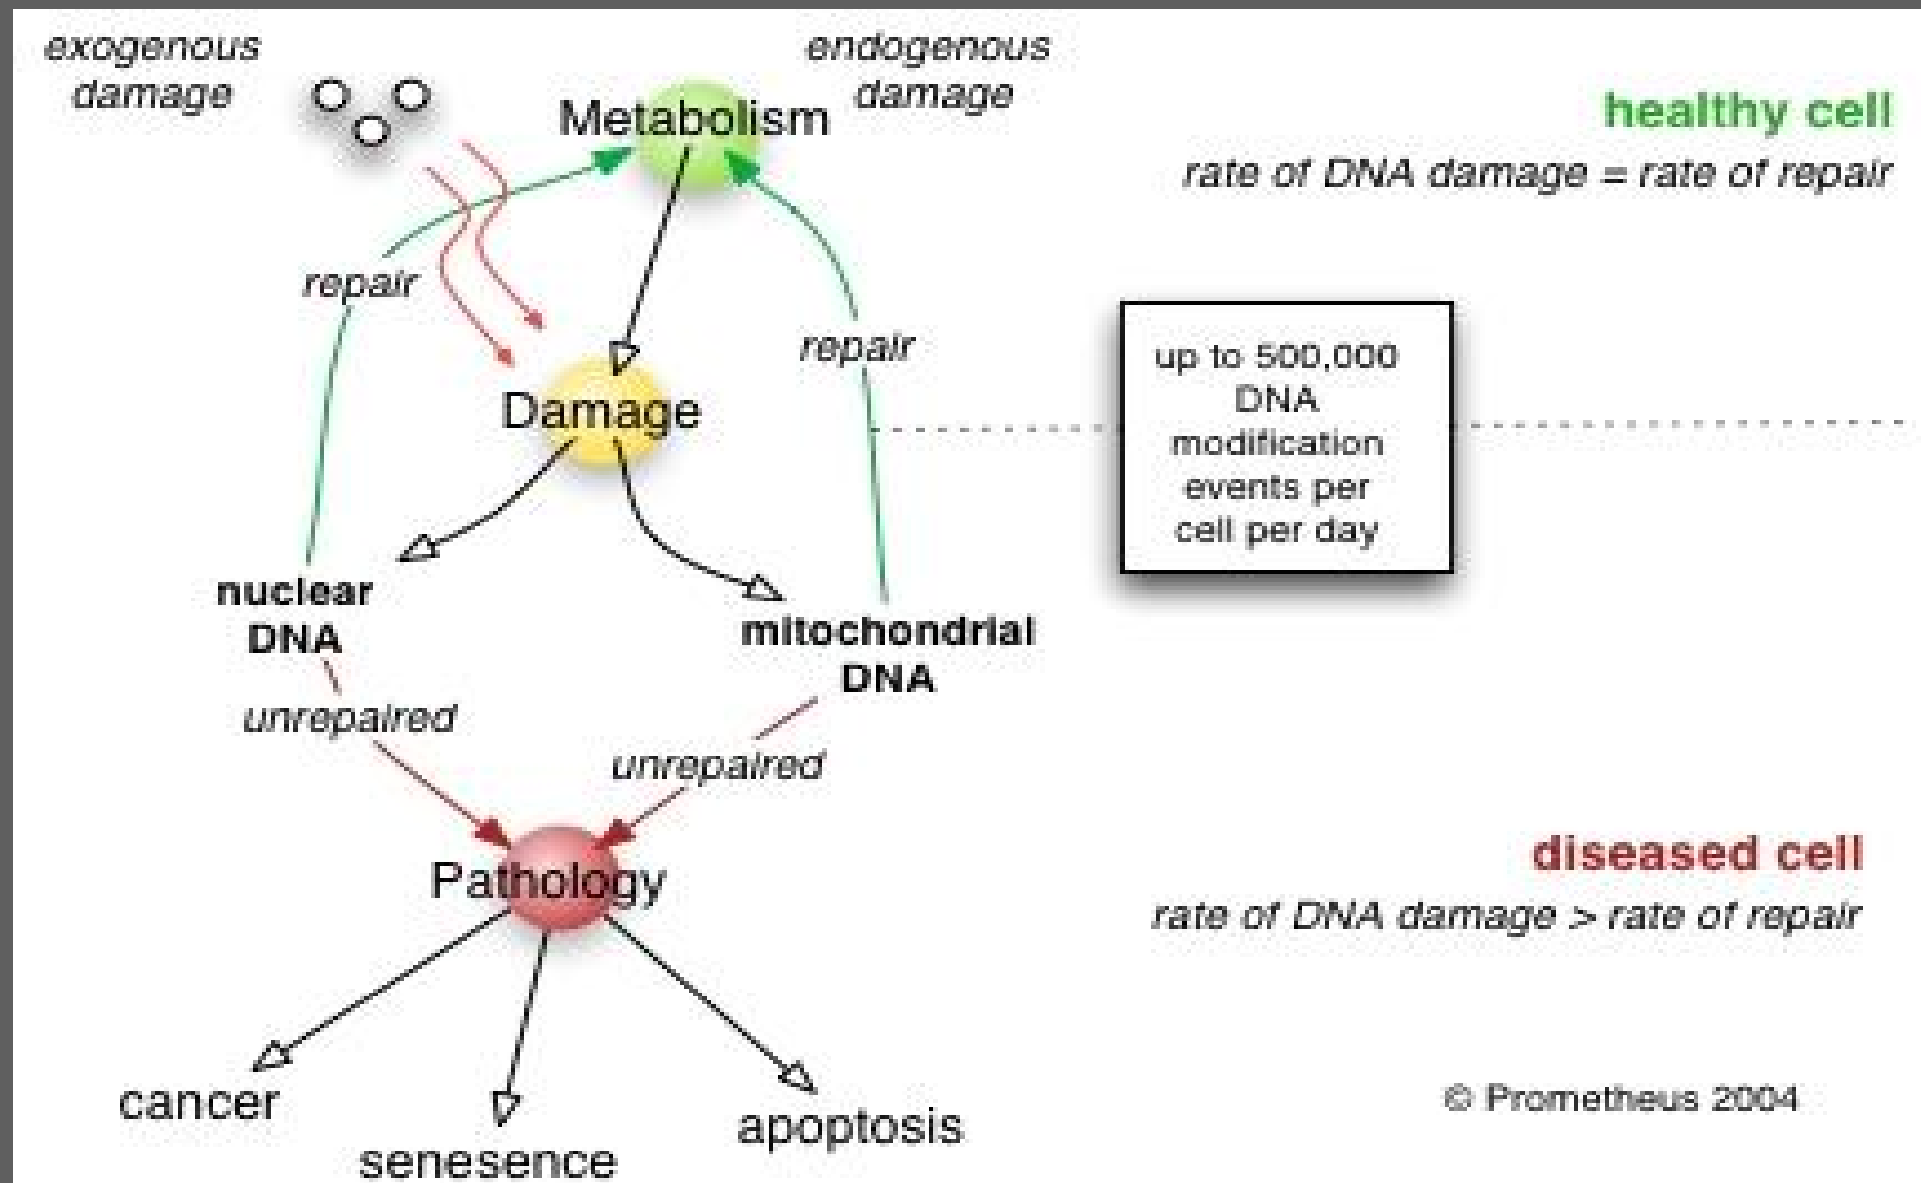 exogenous
damage
endogenous
damage
Metabolism
healthy cell
rate of DNA damage = rate of repair
repair
repair
up to 500,000
DNA
modification
events per
cell per day
Damage
nuclear
DNA
mitochondrial
DNA
unrepaired
unrepaired
Pathology
diseased cell
rate of DNA damage > rate of repair
cancer
senesence
apoptosis
© Prometheus 2004